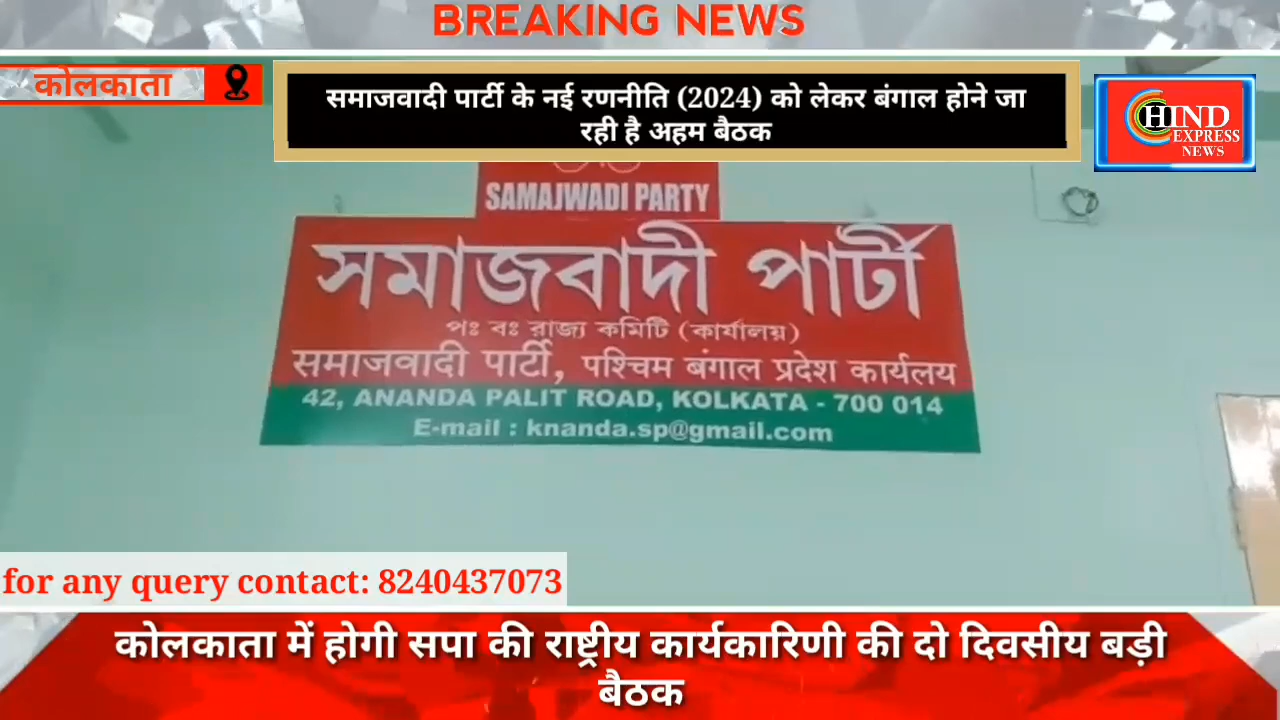 BREAKING NEWS
कोलकाता
समाजवादी पार्टी के नई रणनीति (2024) को लेकर बंगाल होने जा
रही है अहम बैठक
HIND
EXPRESS
NEWS
SAMAJWADI PARTY
সমাজবাদী পার্টী
পঃ বঃ রাজ্য কমিটি (কার্যালয়)
समाजवादी पार्टी, पश्चिम बंगाल प्रदेश कार्यलय
42, ANANDA PALIT ROAD, KOLKATA - 700 014
E-mail : knanda.sp@gmail.com
for any query contact: 8240437073
कोलकाता में होगी सपा की राष्ट्रीय कार्यकारिणी की दो दिवसीय बड़ी
बैठक